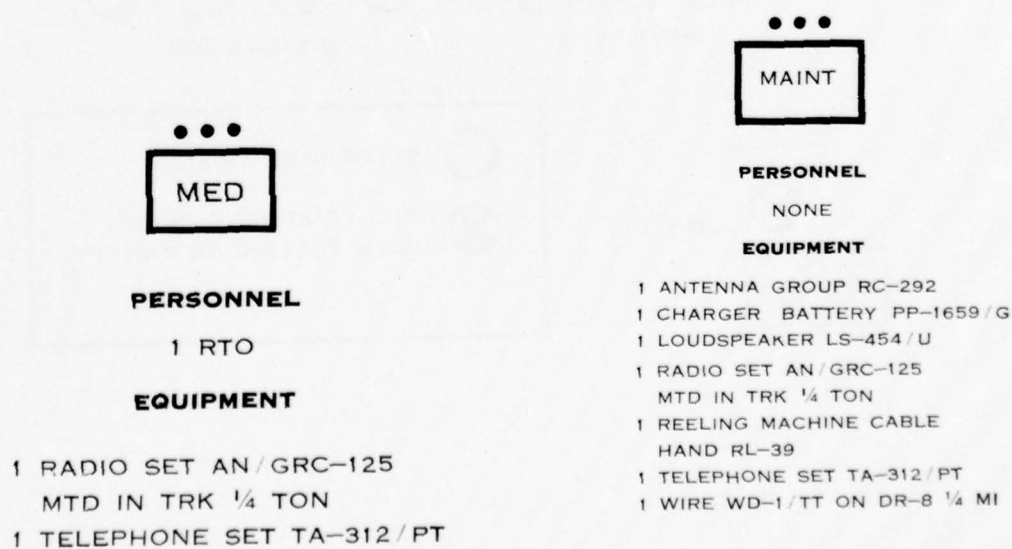 MED
PERSONNEL
1 RTO
EQUIPMENT
1 RADIO SET AN/GRC–125
MTD IN TRK ¼ TON
1 TELEPHONE SET TA–312/PT
MAINT
PERSONNEL
NONE
EQUIPMENT
1 ANTENNA GROUP RC–292
1 CHARGER BATTERY PP–1659/G
1 LOUDSPEAKER LS–454/U
1 RADIO SET AN/GRC–125
MTD IN TRK ¼ TON
1 REELING MACHINE CABLE
HAND RL–39
1 TELEPHONE SET TA–312/PT
1 WIRE WD–1/TT ON DR–8 ¼ MI